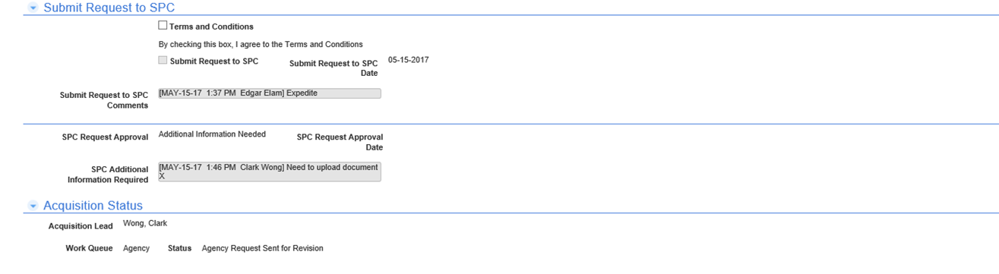 Submit Request to SPC
Terms and Conditions
By checking this box, I agree to the Terms and Conditions
Submit Request to SPC Submit Request to SPC 05-15-2017
Date
Submit Request to SPC [MAY-15-17 1:37 PM Edgar Elam] Expedite
Comments
SPC Request Approval Additional Information Needed SPC Request Approval
Date
SPC Additional [MAY-15-17 1:46 PM Clark Wong] Need to upload document
Information Required X
Acquisition Status
Acquisition Lead Wong, Clark
Work Queue Agency Status Agency Request Sent for Revision